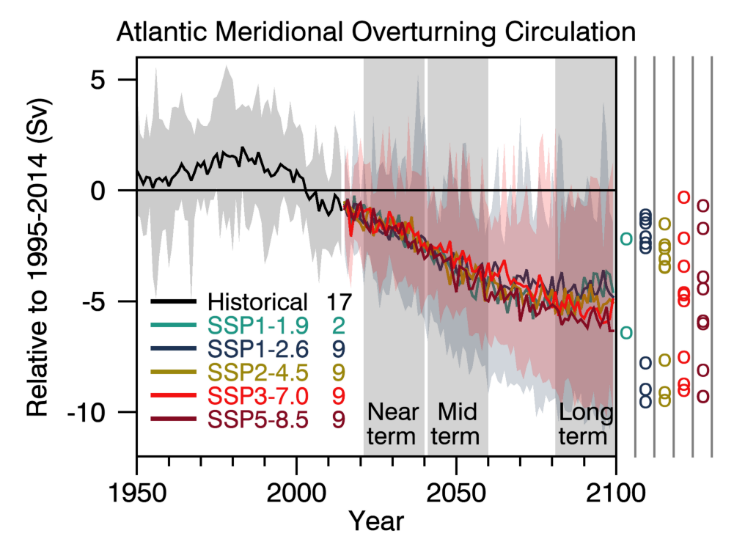 Atlantic Meridional Overturning Circulation
Relative to 1995-2014 (Sv)
5
0
-5
-10
Historical 17
SSP1-1.9 2
SSP1-2.6 9
SSP2-4.5 9
SSP3-7.0 9
SSP5-8.5 9
Near term
Mid term
Long term
1950 2000 2050 2100
Year